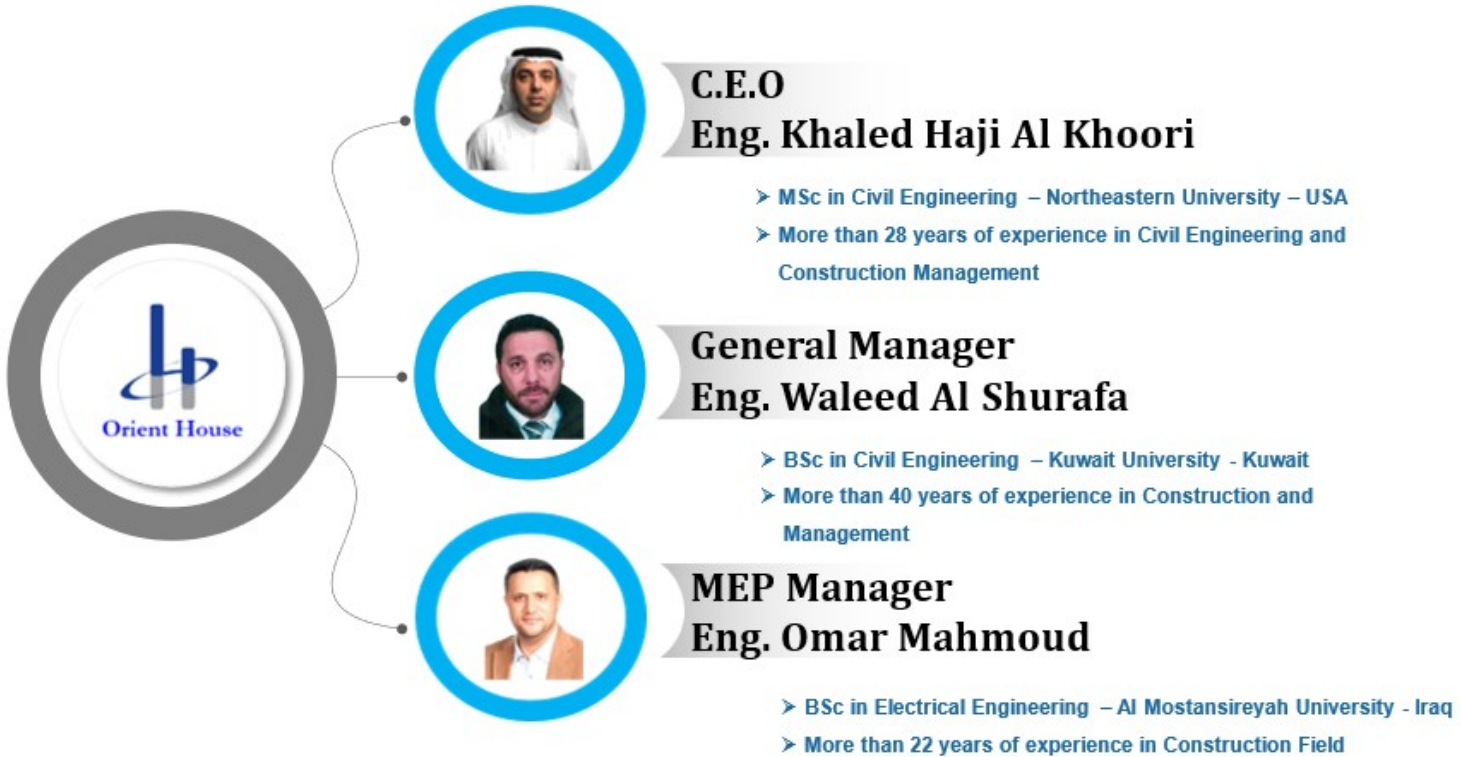 Orient House
C.E.O
Eng. Khaled Haji Al Khoori
➢ MSc in Civil Engineering – Northeastern University – USA
➢ More than 28 years of experience in Civil Engineering and
Construction Management
General Manager
Eng. Waleed Al Shurafa
➢ BSc in Civil Engineering – Kuwait University - Kuwait
➢ More than 40 years of experience in Construction and
Management
MEP Manager
Eng. Omar Mahmoud
➢ BSc in Electrical Engineering – Al Mostansireyah University - Iraq
➢ More than 22 years of experience in Construction Field